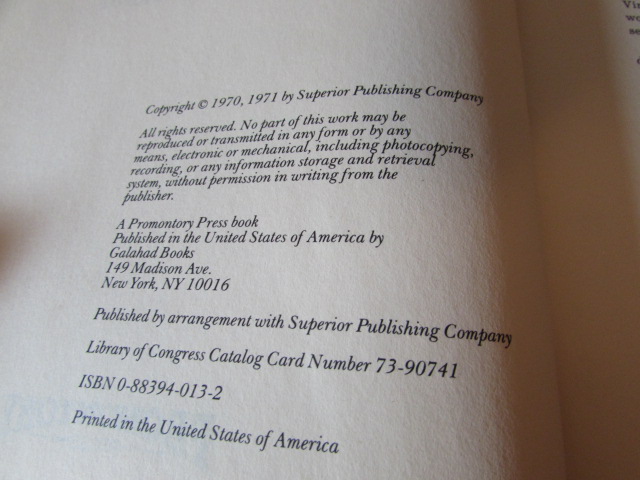 Copyright © 1970, 1971 by Superior Publishing Company
All rights reserved. No part of this work may be
reproduced or transmitted in any form or by any
means, electronic or mechanical, including photocopying,
recording, or any information storage and retrieval
system, without permission in writing from the
publisher.
A Promontory Press book
Published in the United States of America by
Galahad Books
149 Madison Ave.
New York, NY 10016
Published by arrangement with Superior Publishing Company
Library of Congress Catalog Card Number 73-90741
ISBN 0-88394-013-2
Printed in the United States of America